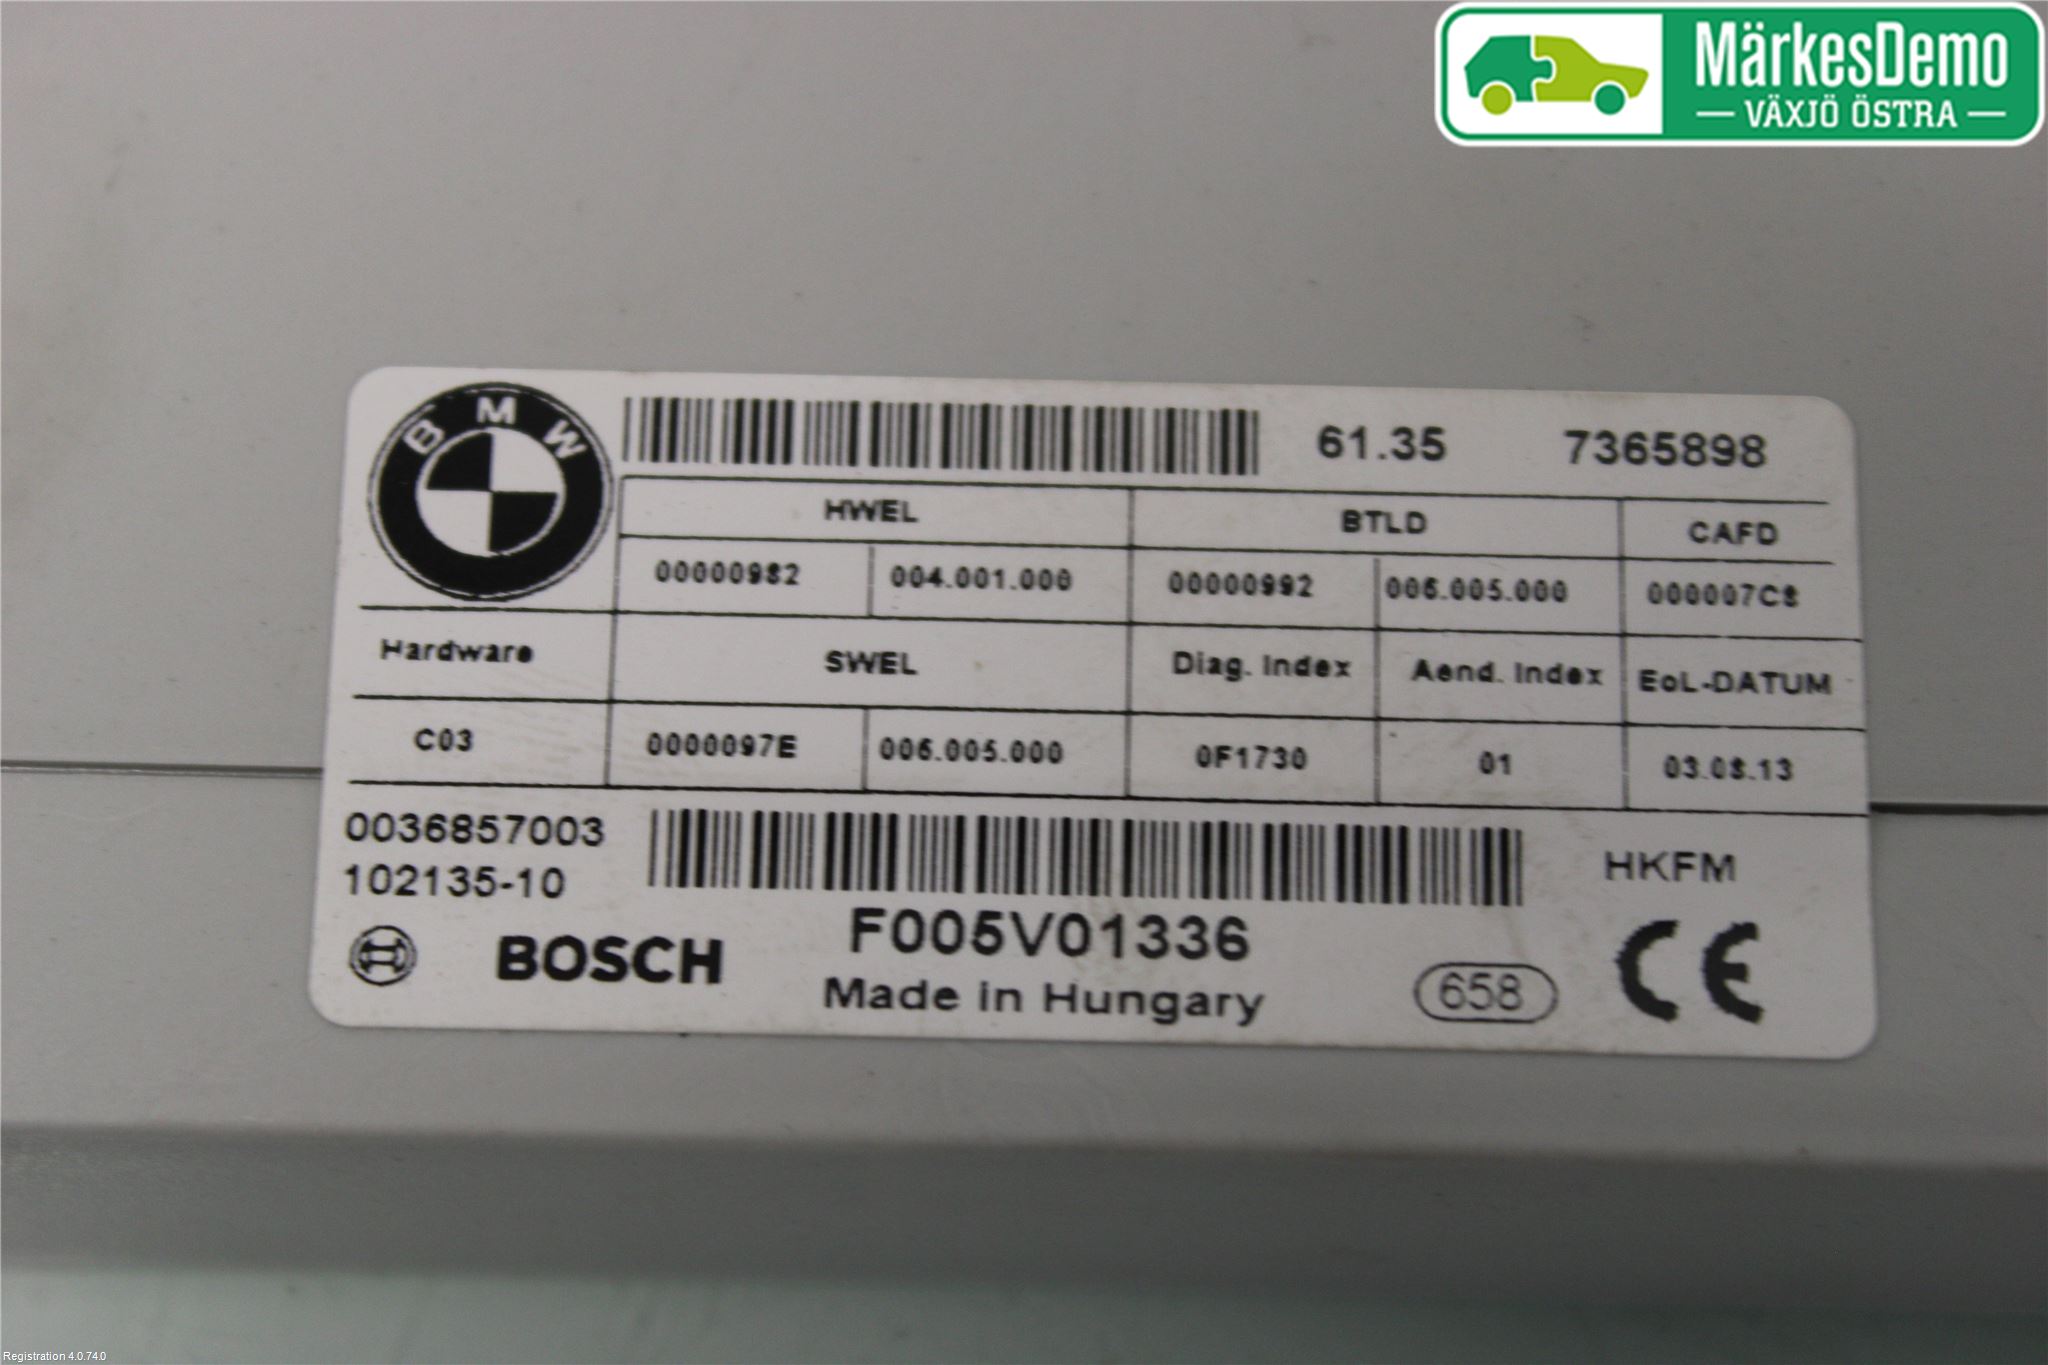 MärkesDemo
VÄXJÖ ÖSTRA
BMW
61.35 7365898
HWEL BTLD CAFD
00000982 004.001.000 00000992 006.005.000 000007C8
Hardware SWEL Diag. Index Aend. Index EoL-DATUM
C03 0000097E 006.005.000 0F1730 01 03.08.13
0036857003
102135-10
HKFM
BOSCH
F005V01336
Made in Hungary
658
CE
Registration 4.0.74.0